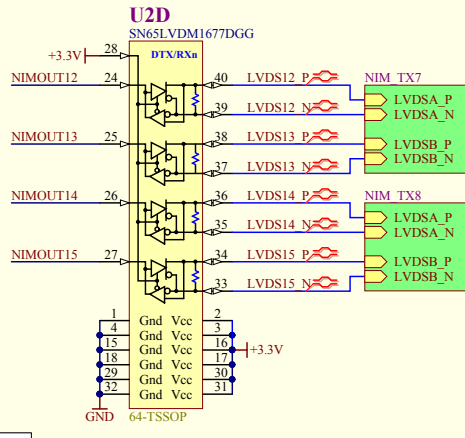 U2D
SN65LVDM1677DGG
+3.3V 28 DTX/RXn
NIMOUT12 24 40 LVDS12_P NIM_TX7
LVDSA_P
39 LVDS12_N LVDSA_N
NIMOUT13 25 38 LVDS13_P LVDSB_P
37 LVDS13_N LVDSB_N
NIMOUT14 26 36 LVDS14_P NIM_TX8
LVDSA_P
35 LVDS14_N LVDSA_N
NIMOUT15 27 34 LVDS15_P LVDSB_P
33 LVDS15_N LVDSB_N
1 Gnd Vcc 2
4 Gnd Vcc 3
15 Gnd Vcc 16 +3.3V
18 Gnd Vcc 17
29 Gnd Vcc 30
32 Gnd Vcc 31
GND 64-TSSOP